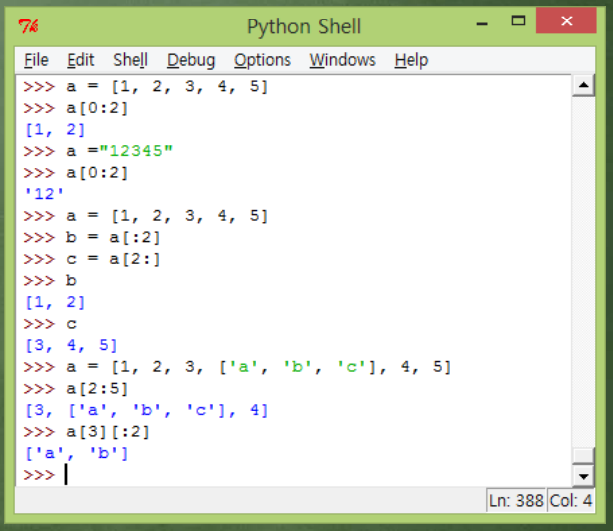 Python Shell
File Edit Shell Debug Options Windows Help
>>> a = [1, 2, 3, 4, 5]
>>> a[0:2]
[1, 2]
>>> a ="12345"
>>> a[0:2]
'12'
>>> a = [1, 2, 3, 4, 5]
>>> b = a[:2]
>>> c = a[2:]
>>> b
[1, 2]
>>> c
[3, 4, 5]
>>> a = [1, 2, 3, ['a', 'b', 'c'], 4, 5]
>>> a[2:5]
[3, ['a', 'b', 'c'], 4]
>>> a[3][:2]
['a', 'b']
>>>
Ln: 388 Col: 4